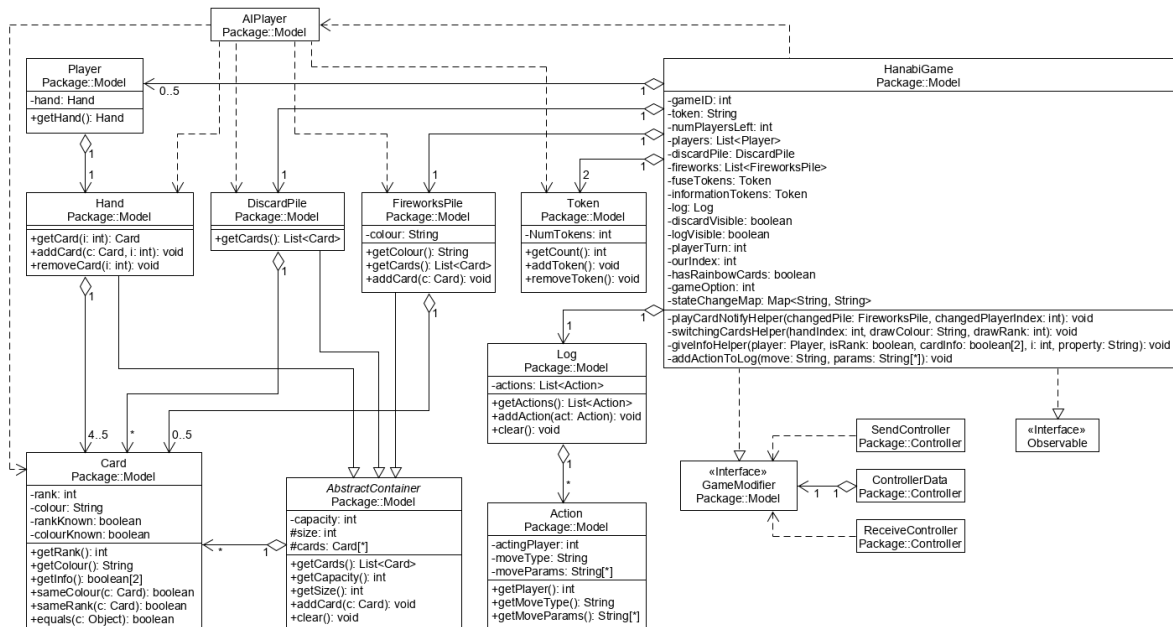 AIPlayer
Package::Model
Player
Package::Model
-hand: Hand
+getHand(): Hand
0..5
1
HanabiGame
Package::Model
-gameID: int
-token: String
-numPlayersLeft: int
-players: List<Player>
-discardPile: DiscardPile
-fireworks: List<FireworksPile>
-fuseTokens: Token
-informationTokens: Token
-log: Log
-discardVisible: boolean
-logVisible: boolean
-playerTurn: int
-ourIndex: int
-hasRainbowCards: boolean
-gameOption: int
-stateChangeMap: Map<String, String>
-playCardNotifyHelper(changedPile: FireworksPile, changedPlayerIndex: int): void
-switchingCardsHelper(handIndex: int, drawColour: String, drawRank: int): void
-giveInfoHelper(player: Player, isRank: boolean, cardInfo: boolean[2], i: int, property: String): void
-addActionToLog(move: String, params: String[*]): void
1
1
1
1
1
1
1
1
2
Hand
Package::Model
+getCard(i: int): Card
+addCard(c: Card, i: int): void
+removeCard(i: int): void
DiscardPile
Package::Model
+getCards(): List<Card>
FireworksPile
Package::Model
-colour: String
+getColour(): String
+getCards(): List<Card>
+addCard(c: Card): void
Token
Package::Model
-NumTokens: int
+getCount(): int
+addToken(): void
+removeToken(): void
1
1
1
1
Log
Package::Model
-actions: List<Action>
+getActions(): List<Action>
+addAction(act: Action): void
+clear(): void
1
*
4..5
*
0..5
Card
Package::Model
-rank: int
-colour: String
-rankKnown: boolean
-colourKnown: boolean
+getRank(): int
+getColour(): String
+getInfo(): boolean[2]
+sameColour(c: Card): boolean
+sameRank(c: Card): boolean
+equals(c: Object): boolean
*
1
AbstractContainer
Package::Model
-capacity: int
#size: int
#cards: Card[*]
+getCards(): List<Card>
+getCapacity(): int
+getSize(): int
+addCard(c: Card): void
+clear(): void
Action
Package::Model
-actingPlayer: int
-moveType: String
-moveParams: String[*]
+getPlayer(): int
+getMoveType(): String
+getMoveParams(): String[*]
«Interface»
GameModifier
Package::Model
1
1
SendController
Package::Controller
ControllerData
Package::Controller
ReceiveController
Package::Controller
«Interface»
Observable